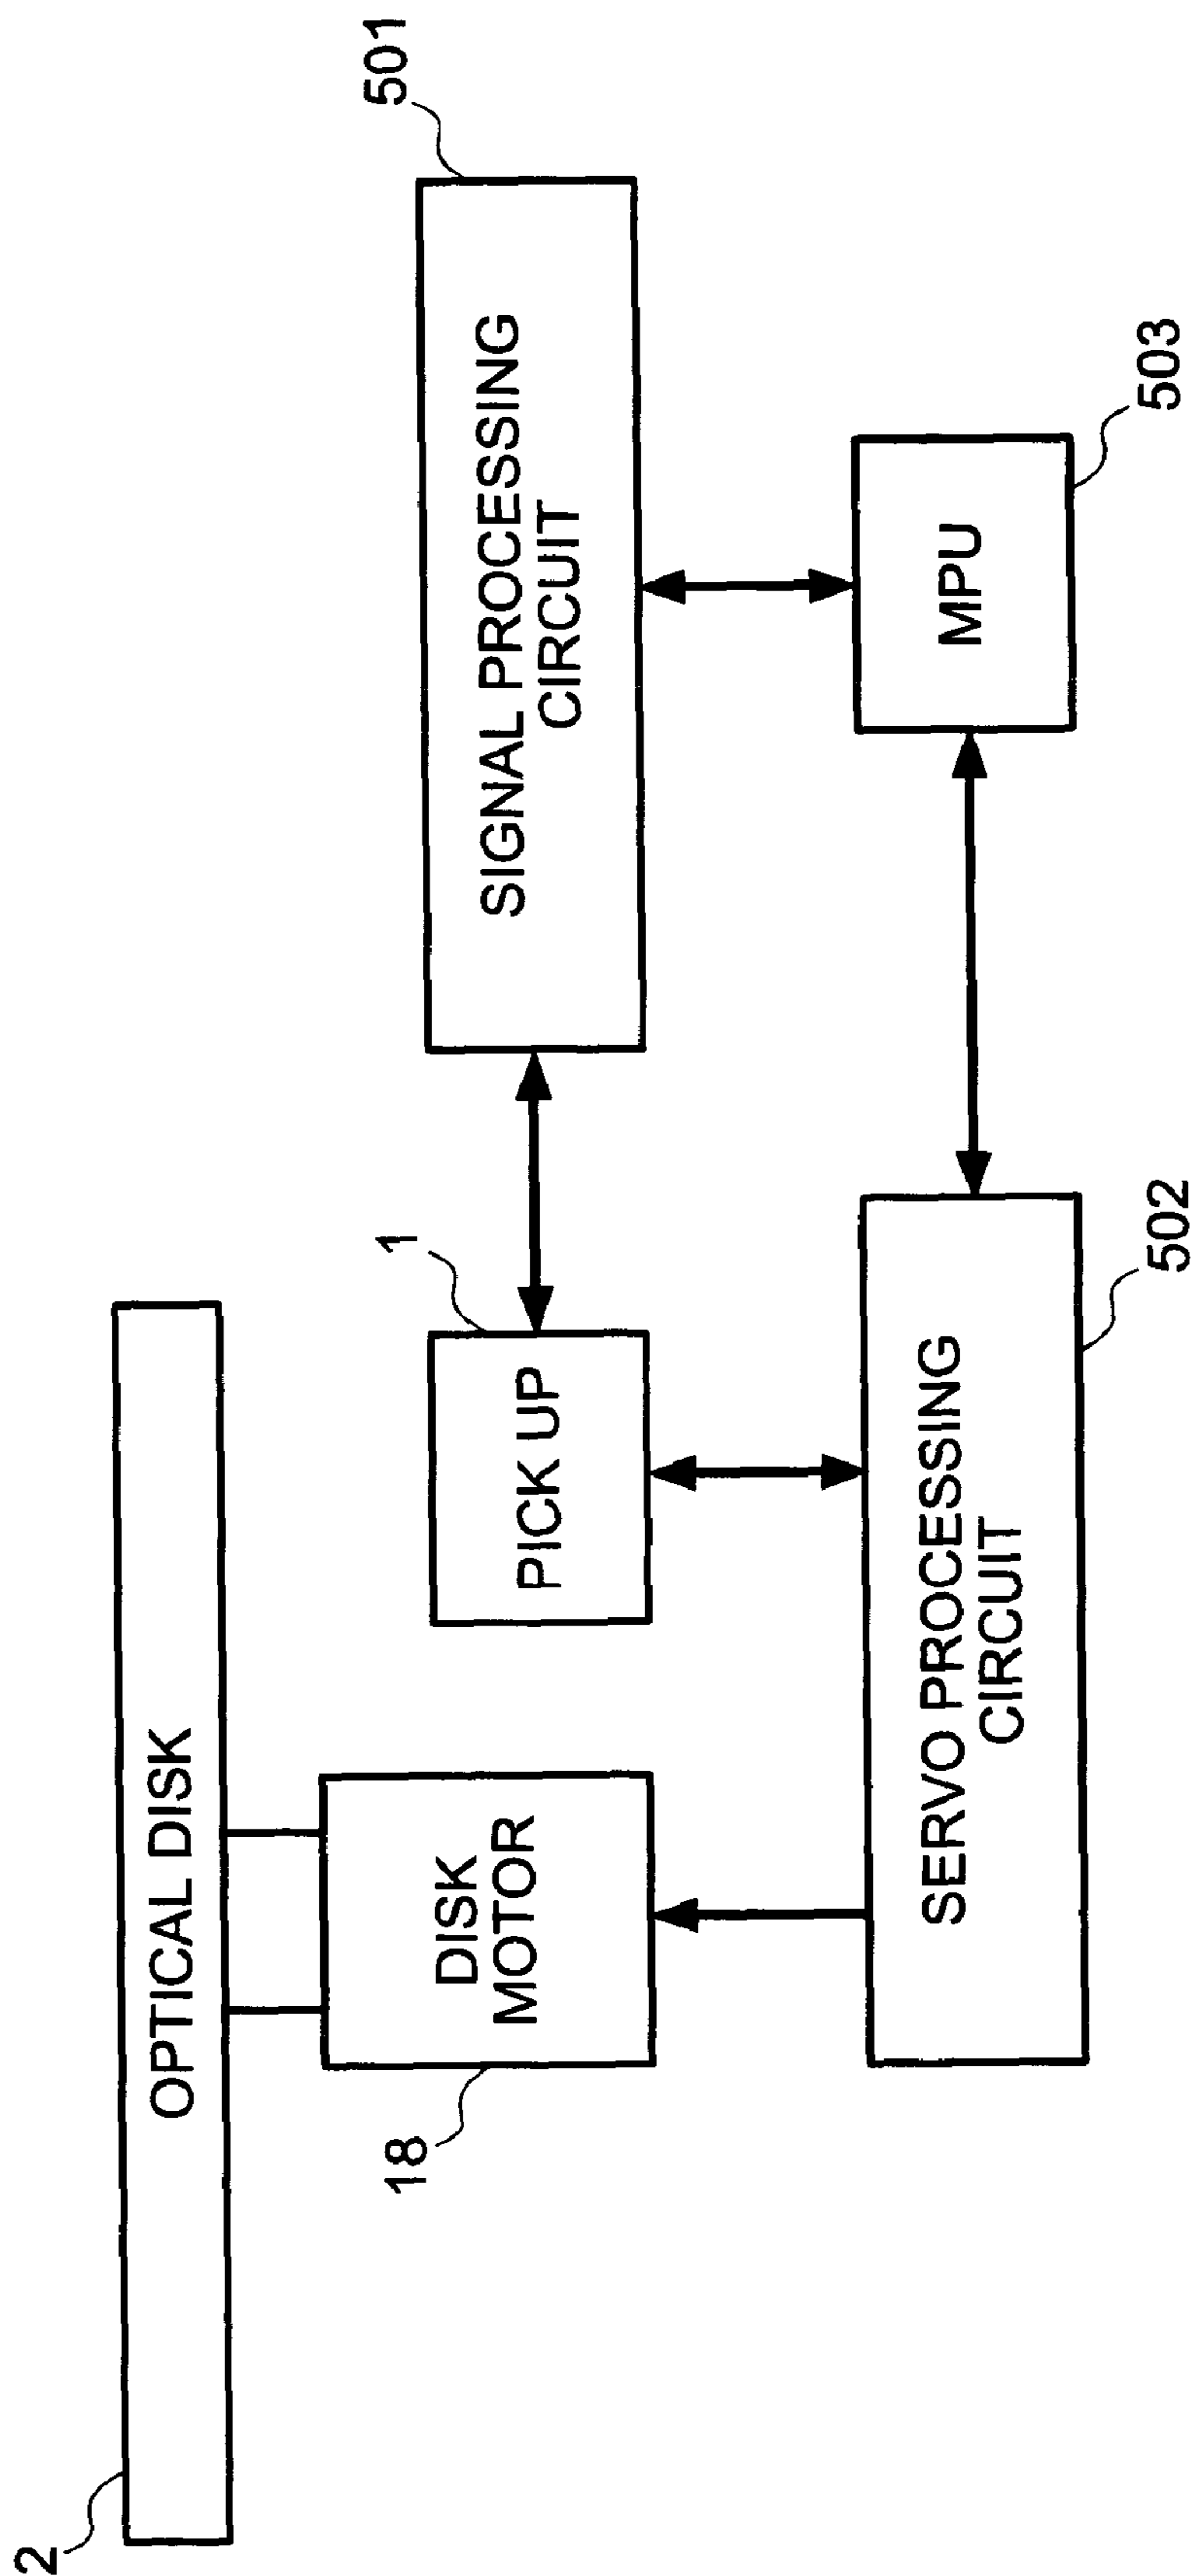 2
OPTICAL DISK
18
DISK
MOTOR
1
PICK UP
501
SIGNAL PROCESSING
CIRCUIT
SERVO PROCESSING
CIRCUIT
502
MPU
503